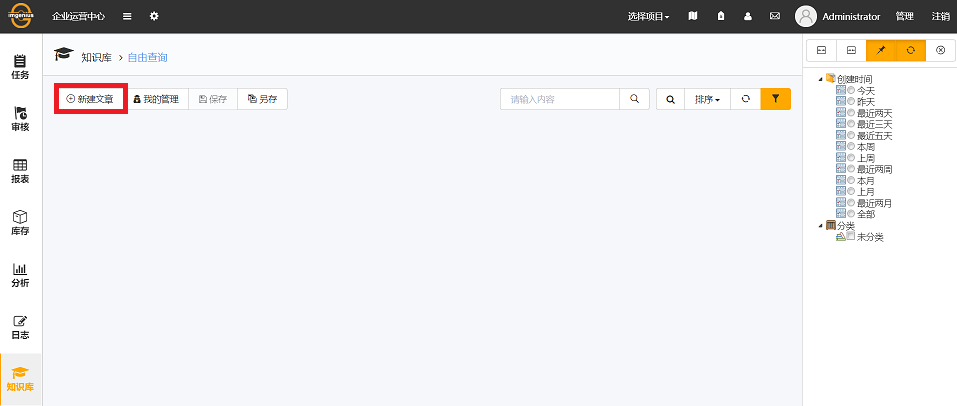 imgenius 企业运营中心 选择项目 Administrator 管理 注销
任务
审核
报表
库存
分析
日志
知识库
知识库 > 自由查询
新建文章 我的管理 保存 另存 请输入内容 排序
创建时间
今天
昨天
最近两天
最近三天
最近五天
本周
上周
最近两周
本月
上月
最近两月
全部
分类
未分类